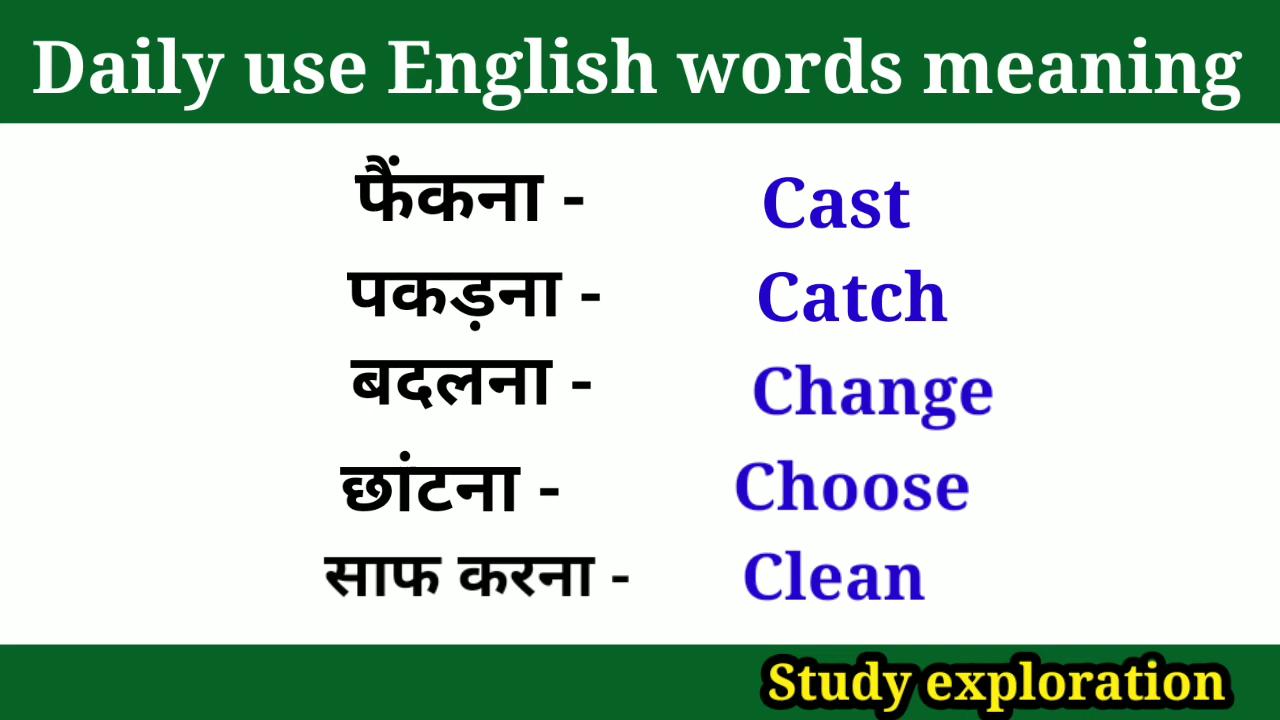 Daily use English words meaning
फैंकना - Cast
पकड़ना - Catch
बदलना - Change
छांटना - Choose
साफ करना - Clean
Study exploration